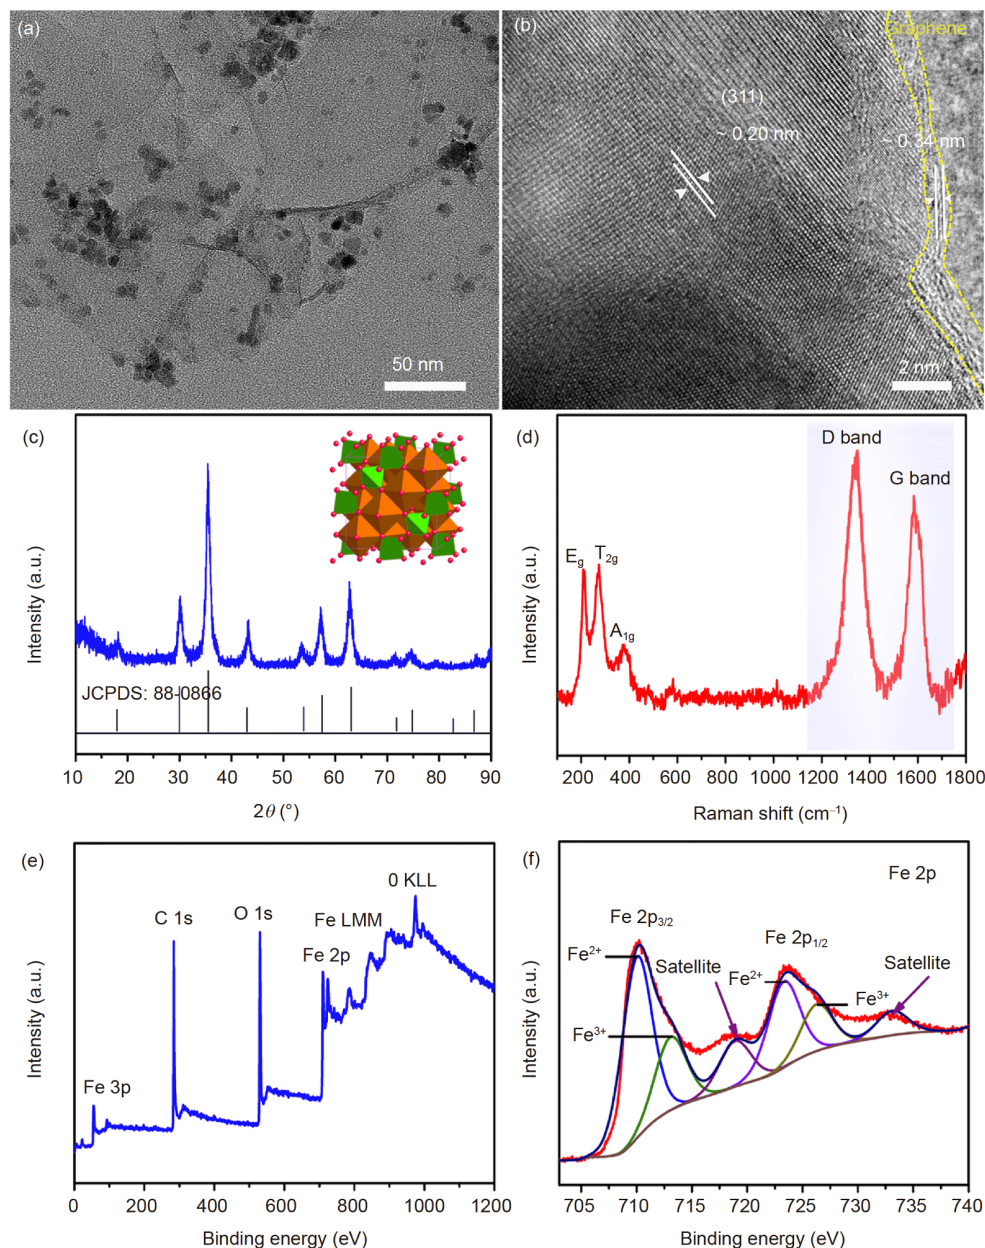 (a)
50 nm
(b)
Graphene
(311)
~ 0.20 nm
~ 0.34 nm
2 nm
(c)
Intensity (a.u.)
JCPDS: 88-0866
10 20 30 40 50 60 70 80 90
2θ (°)
(d)
D band
G band
E_g
T_2g
A_1g
Intensity (a.u.)
200 400 600 800 1000 1200 1400 1600 1800
Raman shift (cm⁻¹)
(e)
0 KLL
C 1s
O 1s
Fe LMM
Fe 2p
Fe 3p
Intensity (a.u.)
0 200 400 600 800 1000 1200
Binding energy (eV)
(f)
Fe 2p
Fe 2p₃/₂
Fe 2p₁/₂
Fe²⁺
Satellite
Fe²⁺
Satellite
Fe³⁺
Fe³⁺
Intensity (a.u.)
705 710 715 720 725 730 735 740
Binding energy (eV)